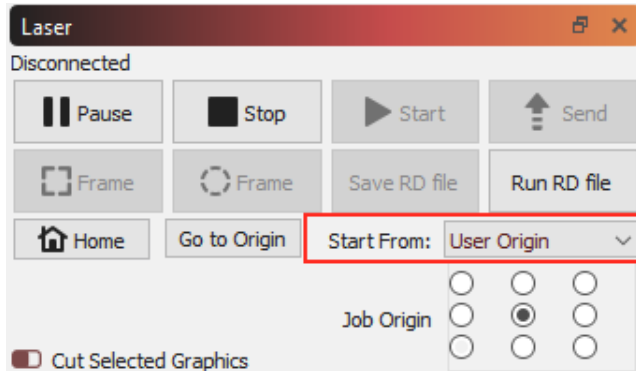 Laser
Disconnected
Pause Stop Start Send
Frame Frame Save RD file Run RD file
Home Go to Origin Start From: User Origin
Job Origin
Cut Selected Graphics